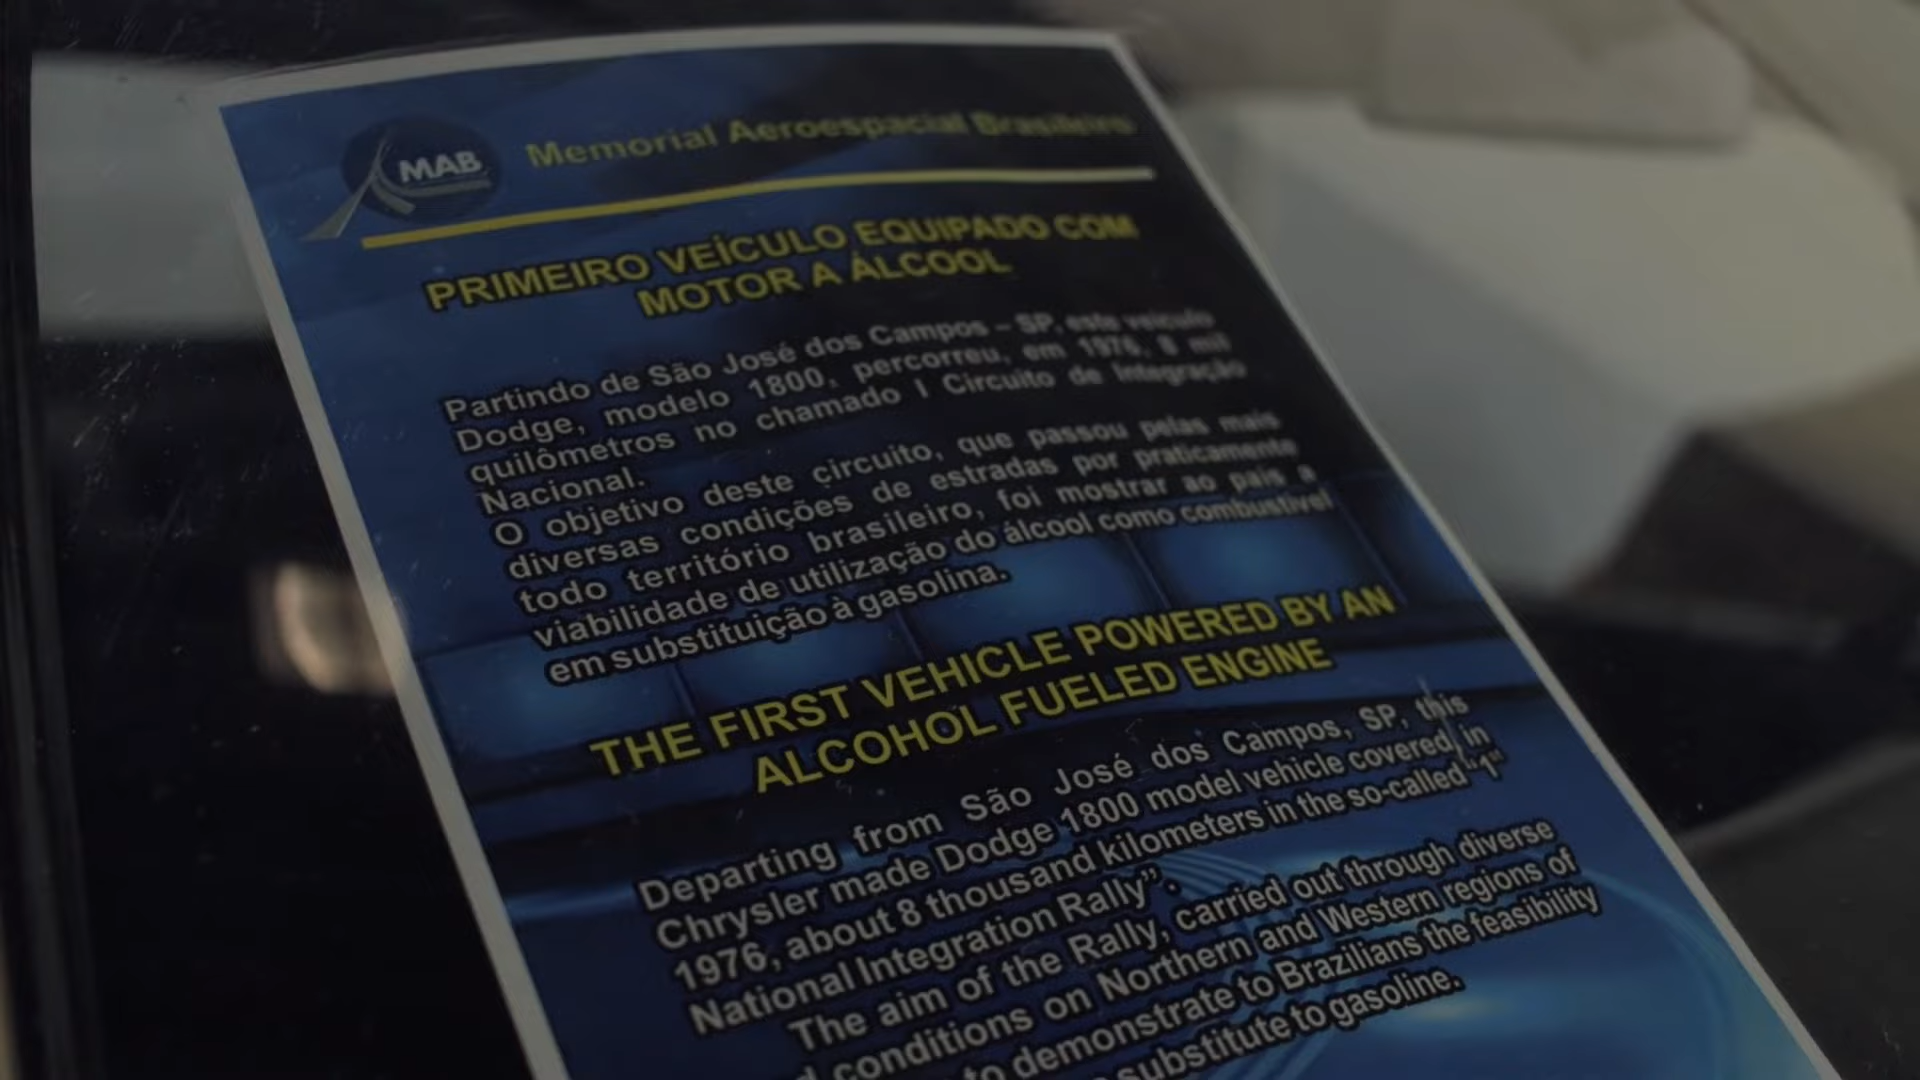 MAB
Memorial Aeroespacial Brasileiro
PRIMEIRO VEÍCULO EQUIPADO COM
MOTOR A ÁLCOOL
Partindo de São José dos Campos – SP, este veículo
Dodge, modelo 1800, percorreu, em 1976, 8 mil
quilômetros no chamado I Circuito de Integração
Nacional.
O objetivo deste circuito, que passou pelas mais
diversas condições de estradas por praticamente
todo território brasileiro, foi mostrar ao país a
viabilidade de utilização do álcool como combustível
em substituição à gasolina.
THE FIRST VEHICLE POWERED BY AN
ALCOHOL FUELED ENGINE
Departing from São José dos Campos, SP, this
Chrysler made Dodge 1800 model vehicle covered, in
1976, about 8 thousand kilometers in the so-called "1"
National Integration Rally".
The aim of the Rally, carried out through diverse
conditions on Northern and Western regions of
to demonstrate to Brazilians the feasibility
substitute to gasoline.